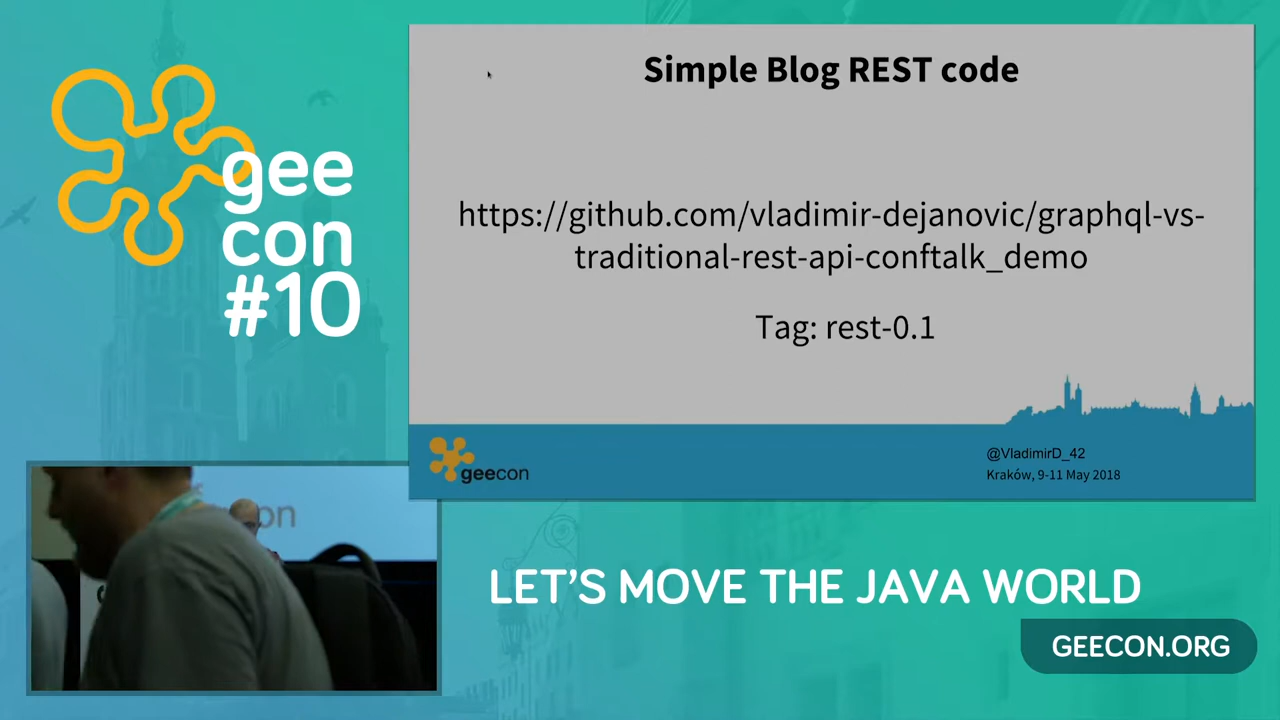 gee
con
#10
Simple Blog REST code
https://github.com/vladimir-dejanovic/graphql-vs-
traditional-rest-api-conftalk_demo
Tag: rest-0.1
geecon
@VladimirD_42
Kraków, 9-11 May 2018
on
LET'S MOVE THE JAVA WORLD
GEECON.ORG